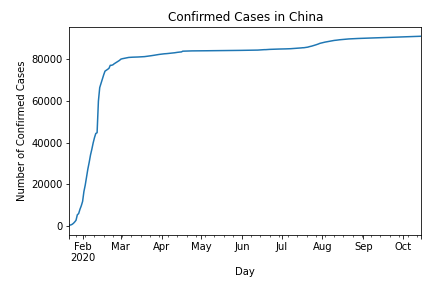 Confirmed Cases in China
Number of Confirmed Cases
80000
60000
40000
20000
0
Feb Mar Apr May Jun Jul Aug Sep Oct
2020
Day